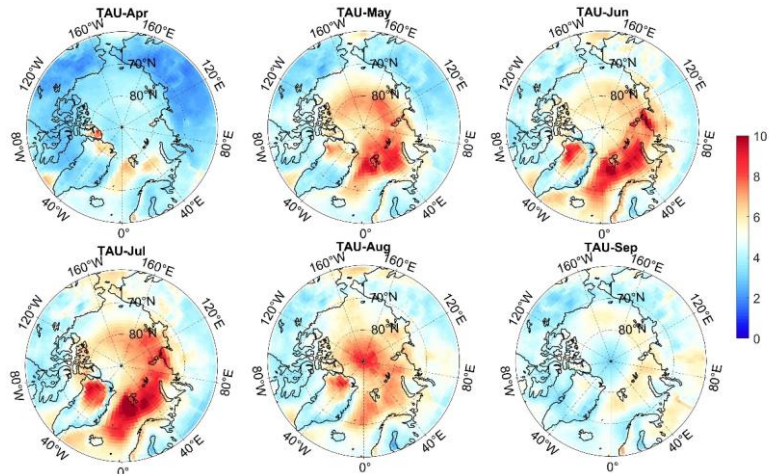 TAU-Apr
160°W
160°E
120°W
120°E
70°N
80°N
80°W
80°E
40°W
40°E
0°
TAU-May
160°W
160°E
120°W
120°E
70°N
80°N
80°W
80°E
40°W
40°E
0°
TAU-Jun
160°W
160°E
120°W
120°E
70°N
80°N
80°W
80°E
40°W
40°E
0°
10
8
6
4
2
0
TAU-Jul
160°W
160°E
120°W
120°E
70°N
80°N
80°W
80°E
40°W
40°E
0°
TAU-Aug
160°W
160°E
120°W
120°E
70°N
80°N
80°W
80°E
40°W
40°E
0°
TAU-Sep
160°W
160°E
120°W
120°E
70°N
80°N
80°W
80°E
40°W
40°E
0°